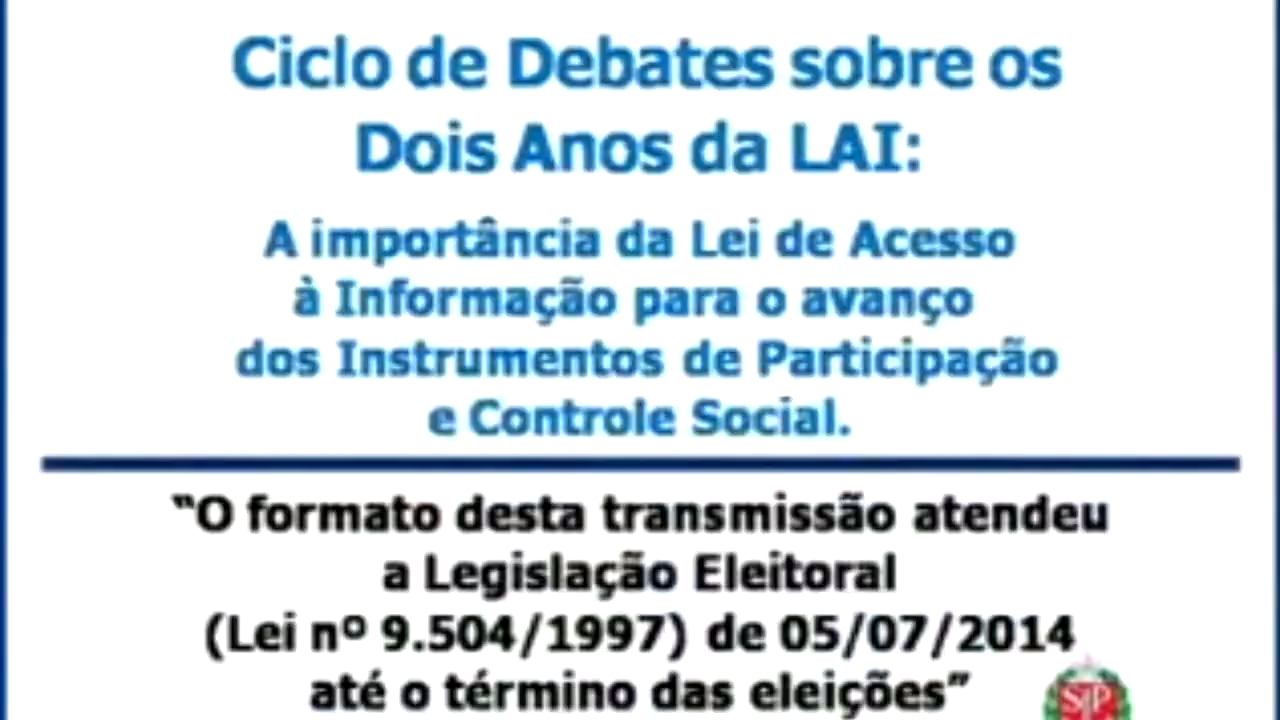 Ciclo de Debates sobre os
Dois Anos da LAI:
A importância da Lei de Acesso
à Informação para o avanço
dos Instrumentos de Participação
e Controle Social.
“O formato desta transmissão atendeu
a Legislação Eleitoral
(Lei nº 9.504/1997) de 05/07/2014
até o término das eleições”
SP